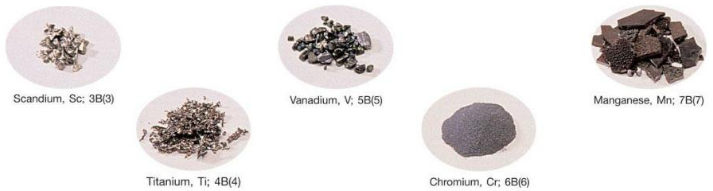 Scandium, Sc; 3B(3)
Vanadium, V; 5B(5)
Manganese, Mn; 7B(7)
Titanium, Ti; 4B(4)
Chromium, Cr; 6B(6)